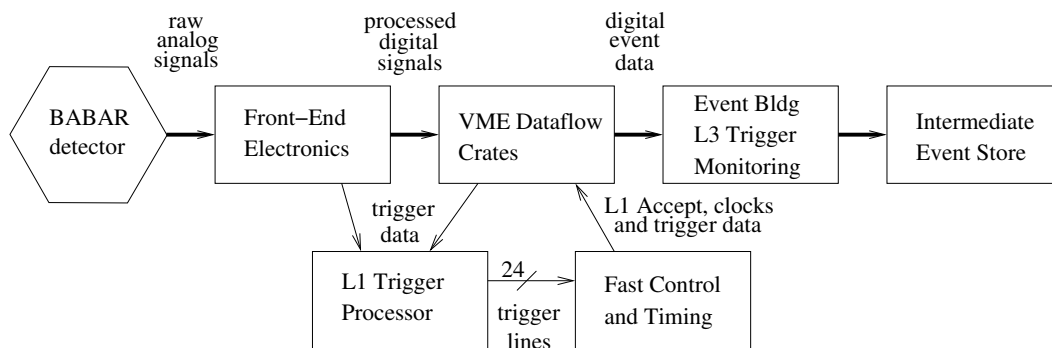 raw
analog
signals
processed
digital
signals
digital
event
data
BABAR
detector
Front–End
Electronics
VME Dataflow
Crates
Event Bldg
L3 Trigger
Monitoring
Intermediate
Event Store
trigger
data
L1 Accept, clocks
and trigger data
L1 Trigger
Processor
24
trigger
lines
Fast Control
and Timing